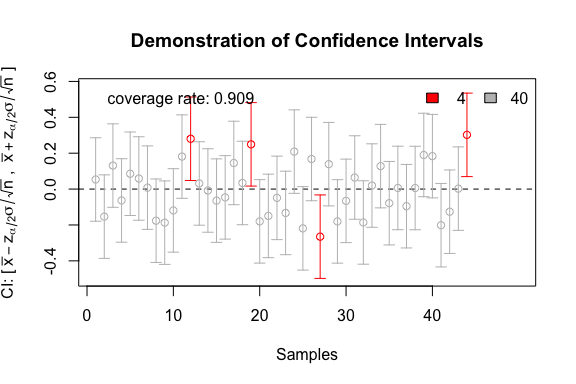 Demonstration of Confidence Intervals
CI: [ x̅ − zα/2σ/√n , x̅ + zα/2σ/√n ]
coverage rate: 0.909
4 40
0.6
0.4
0.2
0.0
-0.4
0 10 20 30 40
Samples